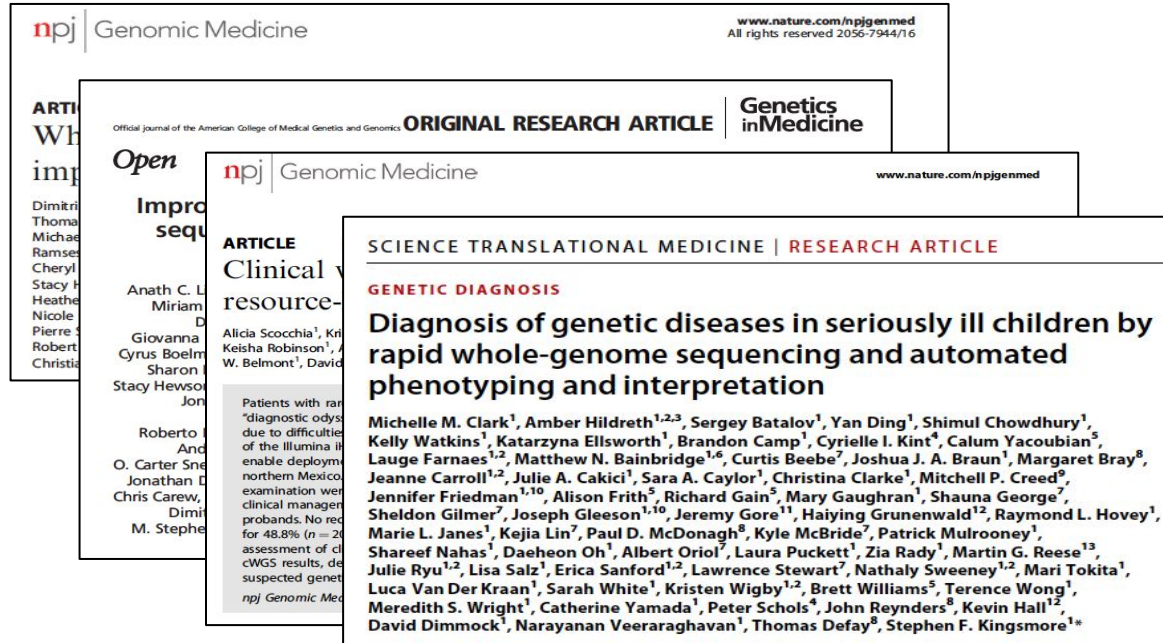 npj Genomic Medicine
www.nature.com/npjgenmed
All rights reserved 2056-7944/16
Dimitri
Thoma
Michae
Ramses
Cheryl
Stacy H
Heathe
Nicole
Pierre S
Robert
Christia
Official journal of the American College of Medical Genetics and Genomics ORIGINAL RESEARCH ARTICLE Genetics
inMedicine
Open
Impro
sequ
Anath C. Li
Miriam
D
Giovanna
Cyrus Boelm
Sharon
Stacy Hewso
Jon
Roberto
And
O. Carter Sne
Jonathan D
Chris Carew,
Dimit
M. Stephe
npj Genomic Medicine
www.nature.com/npjgenmed
ARTICLE
Clinical
resource-
Alicia Scocchia¹, Kri
Keisha Robinson¹,
W. Belmont¹, David
Patients with rar
"diagnostic odys
due to difficulties
of the Illumina iH
enable deployme
northern Mexico.
examination wer
clinical managem
probands. No rec
for 48.8% (n = 20
assessment of cl
cWGS results, de
suspected genet
npj Genomic Med
SCIENCE TRANSLATIONAL MEDICINE | RESEARCH ARTICLE
GENETIC DIAGNOSIS
Diagnosis of genetic diseases in seriously ill children by
rapid whole-genome sequencing and automated
phenotyping and interpretation
Michelle M. Clark¹, Amber Hildreth¹,²,³, Sergey Batalov¹, Yan Ding¹, Shimul Chowdhury¹,
Kelly Watkins¹, Katarzyna Ellsworth¹, Brandon Camp¹, Cyrielle I. Kint⁴, Calum Yacoubian⁵,
Lauge Farnaes¹,², Matthew N. Bainbridge¹,⁶, Curtis Beebe⁷, Joshua J. A. Braun¹, Margaret Bray⁸,
Jeanne Carroll¹,², Julie A. Cakici¹, Sara A. Caylor¹, Christina Clarke¹, Mitchell P. Creed⁹,
Jennifer Friedman¹,¹⁰, Alison Frith⁵, Richard Gain⁵, Mary Gaughran¹, Shauna George⁷,
Sheldon Gilmer⁷, Joseph Gleeson¹,¹⁰, Jeremy Gore¹¹, Haiying Grunenwald¹², Raymond L. Hovey¹,
Marie L. Janes¹, Kejia Lin⁷, Paul D. McDonagh⁸, Kyle McBride⁷, Patrick Mulrooney¹,
Shareef Nahas¹, Daeheon Oh¹, Albert Oriol⁷, Laura Puckett¹, Zia Rady¹, Martin G. Reese¹³,
Julie Ryu¹,², Lisa Salz¹, Erica Sanford¹,², Lawrence Stewart⁷, Nathaly Sweeney¹,², Mari Tokita¹,
Luca Van Der Kraan¹, Sarah White¹, Kristen Wigby¹,², Brett Williams⁵, Terence Wong¹,
Meredith S. Wright¹, Catherine Yamada¹, Peter Schols⁴, John Reynders⁸, Kevin Hall¹²,
David Dimmock¹, Narayanan Veeraraghavan¹, Thomas Defay⁸, Stephen F. Kingsmore¹*